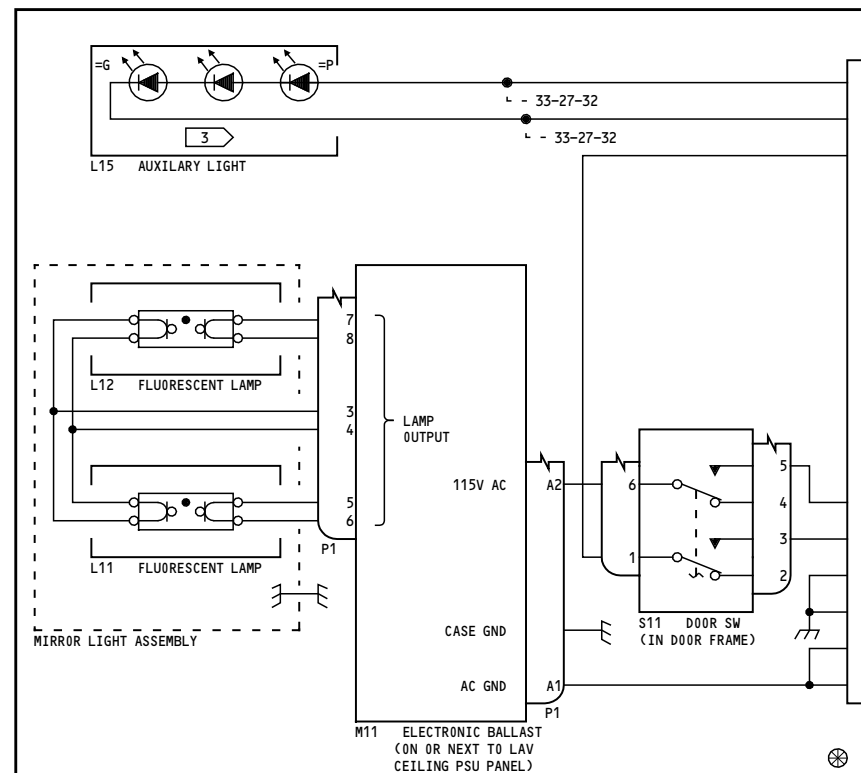 =G
=P
3
L15 AUXILARY LIGHT
33-27-32
33-27-32
L12 FLUORESCENT LAMP
7
8
3
4
LAMP
OUTPUT
5
6
P1
L11 FLUORESCENT LAMP
MIRROR LIGHT ASSEMBLY
115V AC
A2
CASE GND
AC GND
A1
P1
M11 ELECTRONIC BALLAST
(ON OR NEXT TO LAV
CEILING PSU PANEL)
6
1
5
4
3
2
S11 DOOR SW
(IN DOOR FRAME)